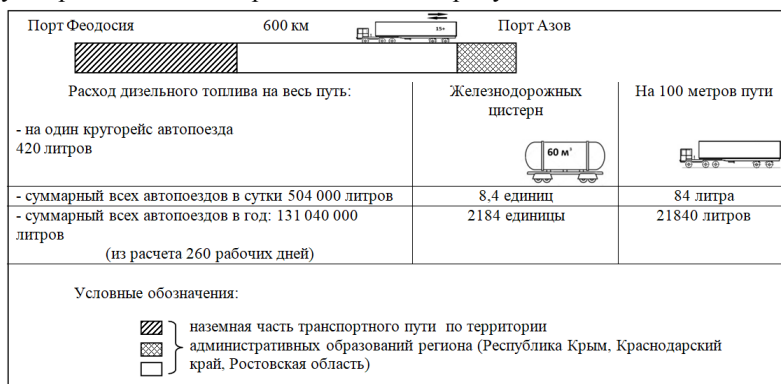 Порт Феодосия 600 км 15т Порт Азов
Расход дизельного топлива на весь путь: Железнодорожных цистерн На 100 метров пути
- на один кругорейс автопоезда
420 литров
60 м³
- суммарный всех автопоездов в сутки 504 000 литров 8,4 единиц 84 литра
- суммарный всех автопоездов в год: 131 040 000 2184 единицы 21840 литров
литров
(из расчета 260 рабочих дней)
Условные обозначения:
наземная часть транспортного пути по территории
административных образований региона (Республика Крым, Краснодарский
край, Ростовская область)